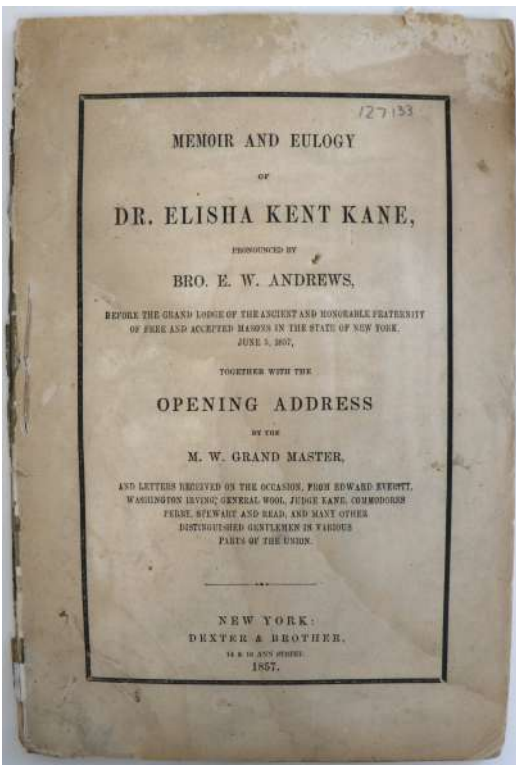 127133
MEMOIR AND EULOGY
OF
DR. ELISHA KENT KANE,
PRONOUNCED BY
BRO. E. W. ANDREWS,
BEFORE THE GRAND LODGE OF THE ANCIENT AND HONORABLE FRATERNITY
OF FREE AND ACCEPTED MASONS IN THE STATE OF NEW YORK.
JUNE 5, 1857,
TOGETHER WITH THE
OPENING ADDRESS
BY THE
M. W. GRAND MASTER,
AND LETTERS RECEIVED ON THE OCCASION, FROM EDWARD EVERETT,
WASHINGTON IRVING, GENERAL WOOL, JUDGE KANE, COMMODORES
PERRY, STEWART AND READ, AND MANY OTHER
DISTINGUISHED GENTLEMEN IN VARIOUS
PARTS OF THE UNION.
NEW YORK:
DEXTER & BROTHER,
14 & 16 ANN STREET.
1857.